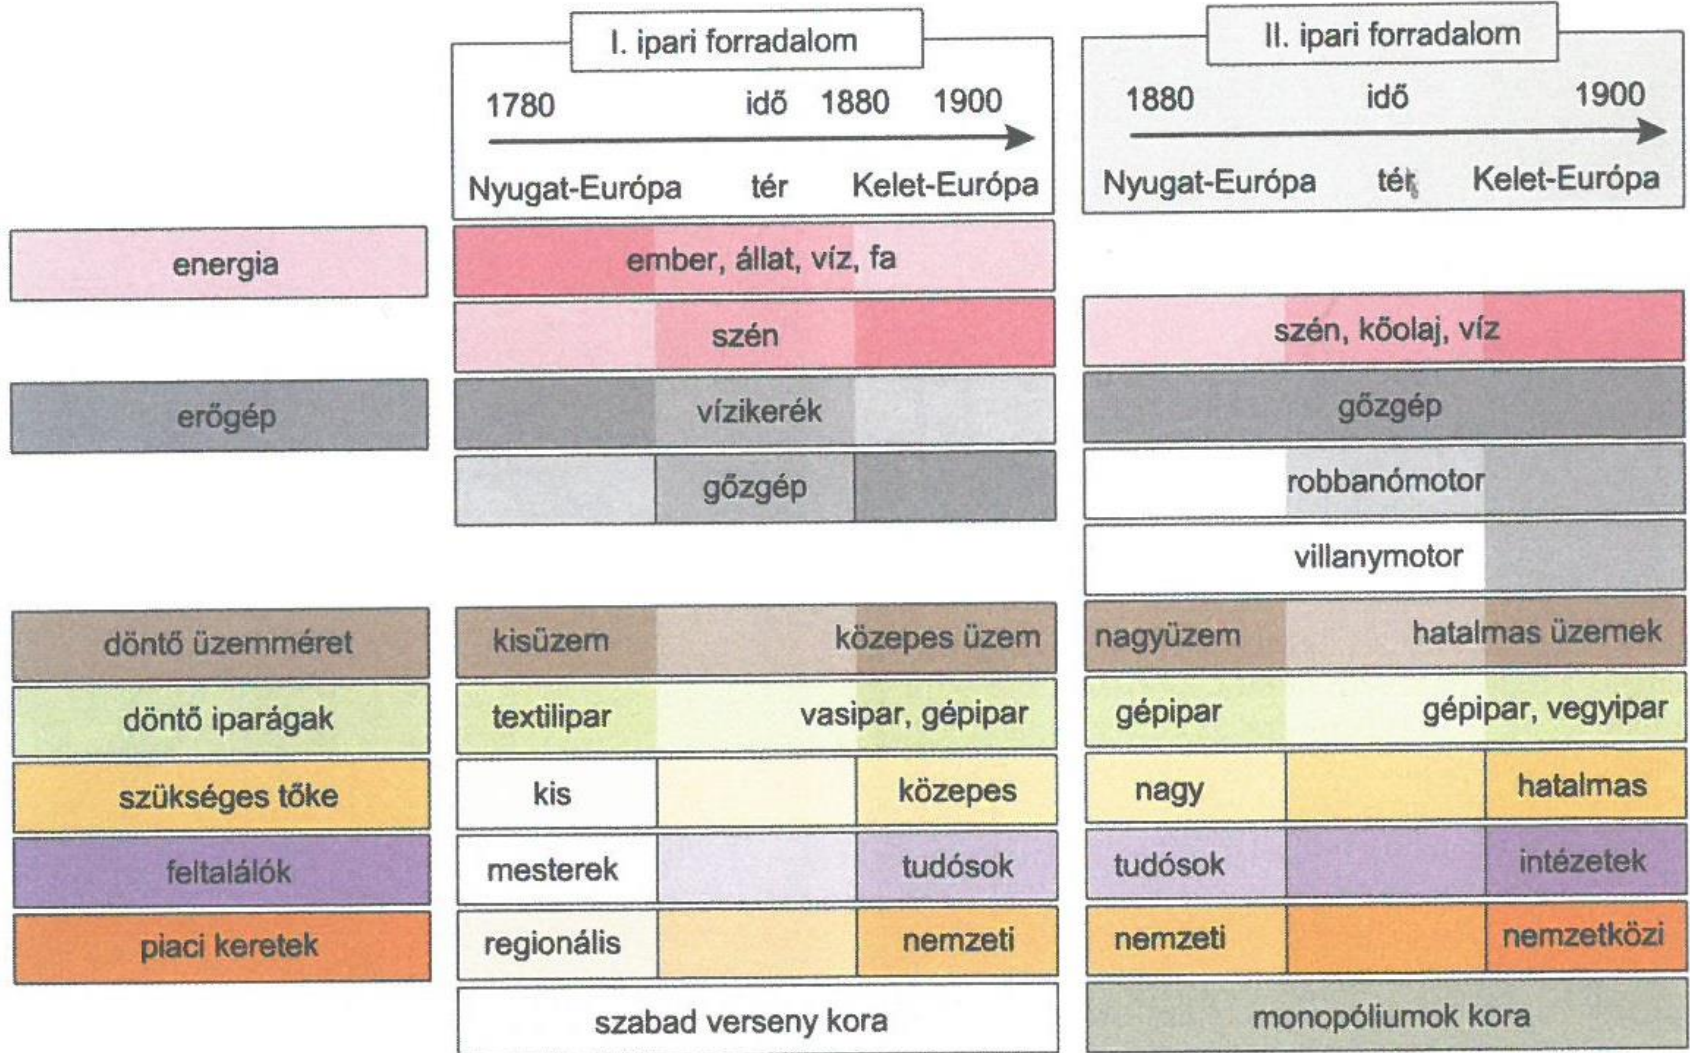 I. ipari forradalom
1780 idő 1880 1900
Nyugat-Európa tér Kelet-Európa
II. ipari forradalom
1880 idő 1900
Nyugat-Európa tér Kelet-Európa
energia
ember, állat, víz, fa
szén
szén, kőolaj, víz
erőgép
vízikerék
gőzgép
gőzgép
robbanómotor
villanymotor
döntő üzemméret
kisüzem
közepes üzem
nagyüzem
hatalmas üzemek
döntő iparágak
textilipar
vasipar, gépipar
gépipar
gépipar, vegyipar
szükséges tőke
kis
közepes
nagy
hatalmas
feltalálók
mesterek
tudósok
tudósok
intézetek
piaci keretek
regionális
nemzeti
nemzeti
nemzetközi
szabad verseny kora
monopóliumok kora